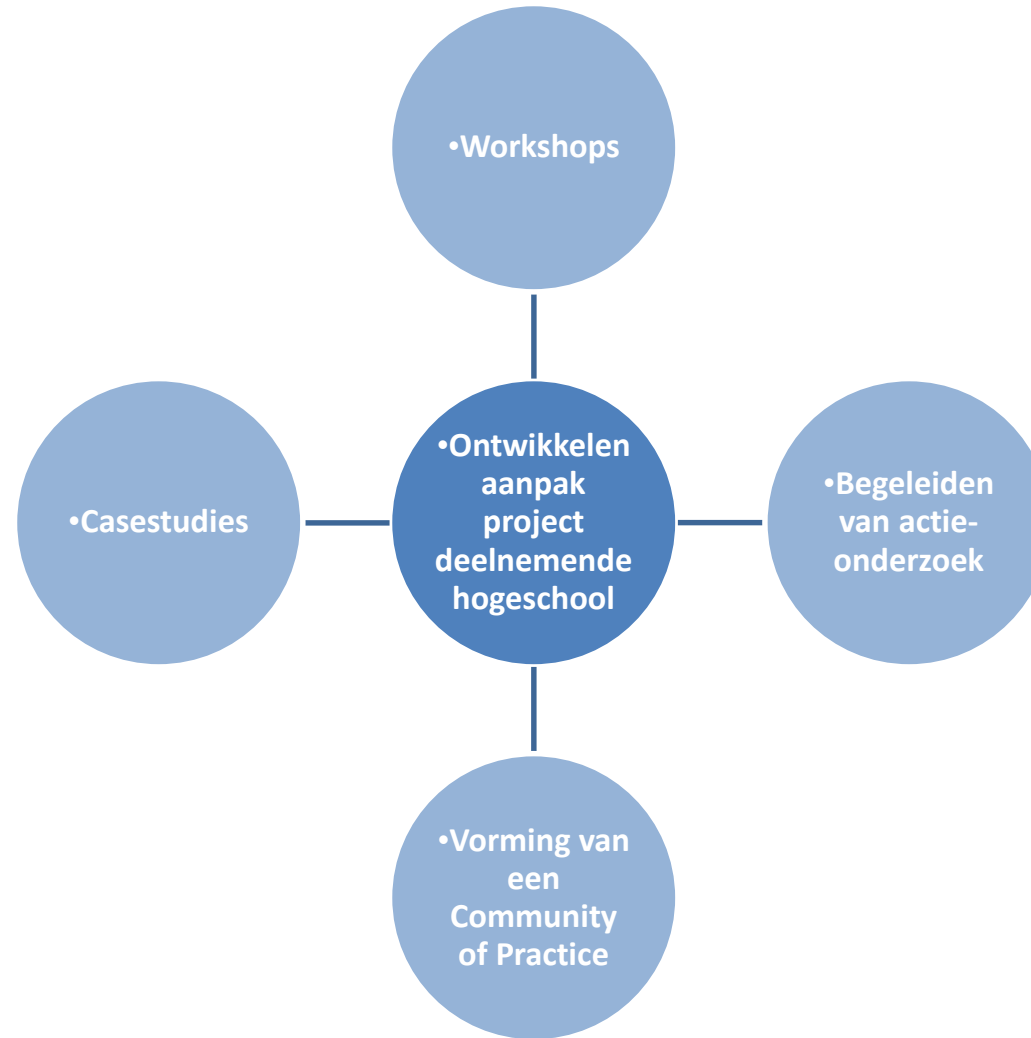 •Workshops
•Casestudies
•Ontwikkelen
aanpak
project
deelnemende
hogeschool
•Begeleiden
van actie-
onderzoek
•Vorming van
een
Community
of Practice